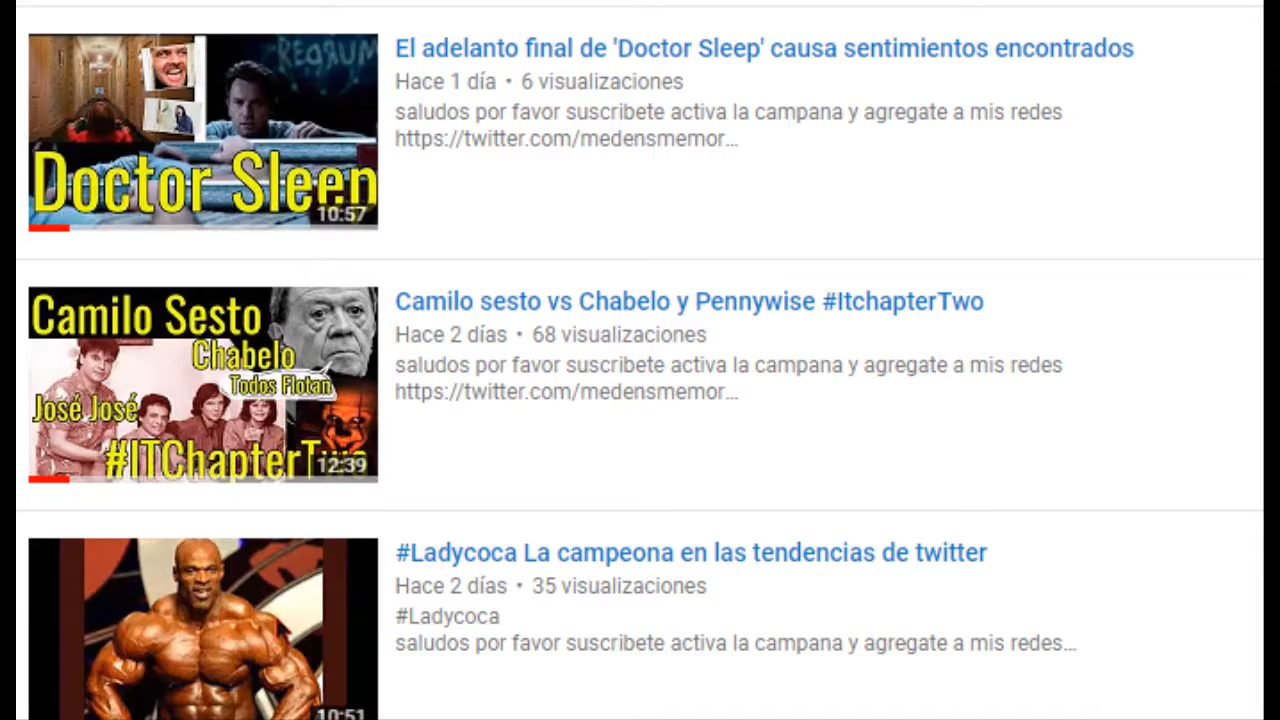 REDRUM
Doctor Sleep
10:57
El adelanto final de 'Doctor Sleep' causa sentimientos encontrados
Hace 1 día • 6 visualizaciones
saludos por favor suscribete activa la campana y agregate a mis redes
https://twitter.com/medensmemor...
Camilo Sesto
Chabelo
Todos Flotan
José José
#ITChapterTwo
12:39
Camilo sesto vs Chabelo y Pennywise #ItchapterTwo
Hace 2 días • 68 visualizaciones
saludos por favor suscribete activa la campana y agregate a mis redes
https://twitter.com/medensmemor...
10:51
#Ladycoca La campeona en las tendencias de twitter
Hace 2 días • 35 visualizaciones
#Ladycoca
saludos por favor suscribete activa la campana y agregate a mis redes...